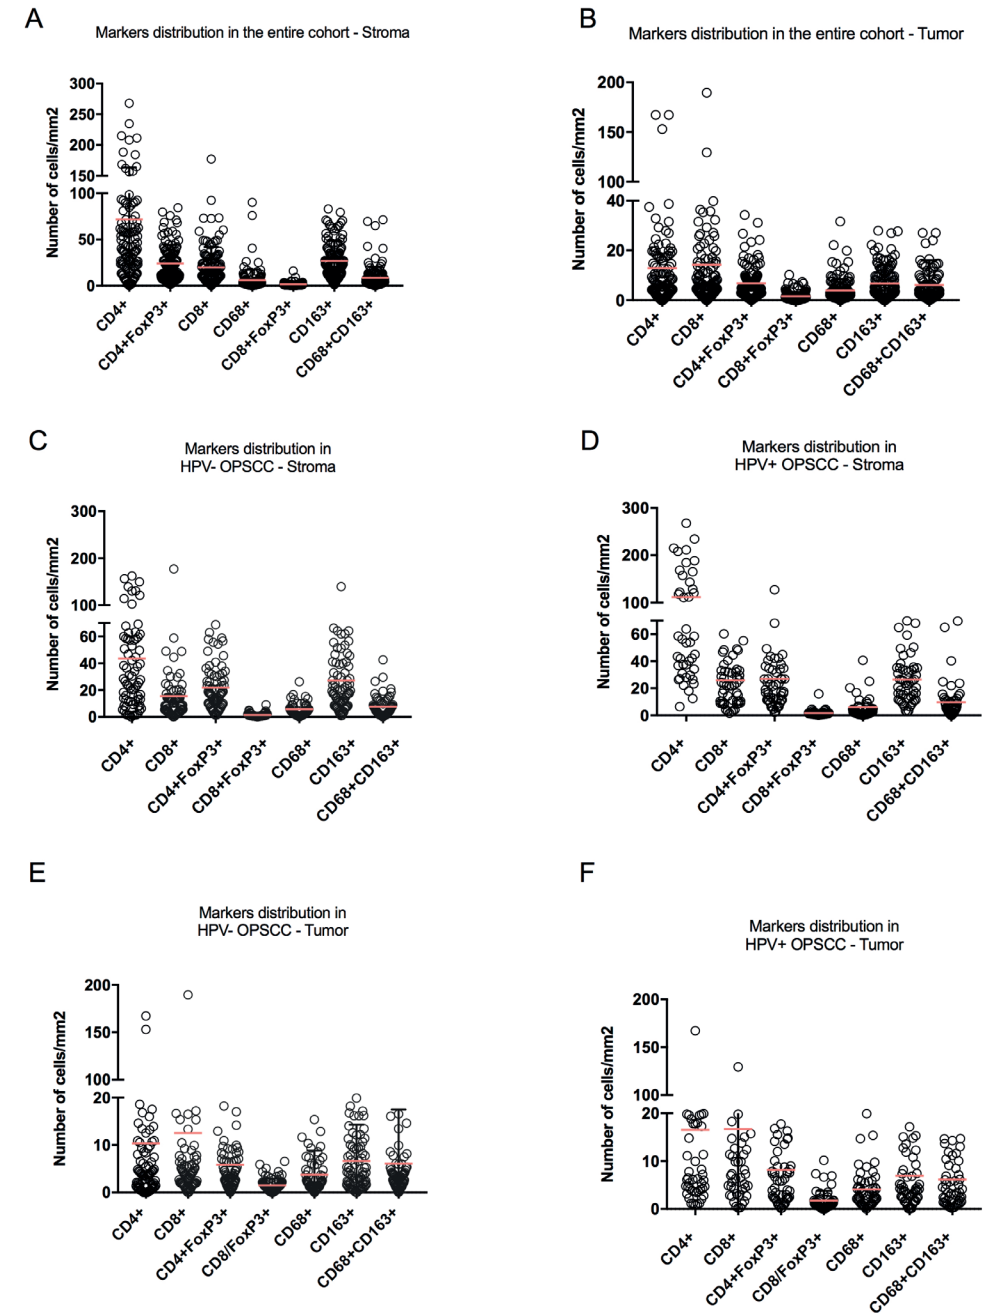 A
Markers distribution in the entire cohort - Stroma
Number of cells/mm2
300
250
200
150
100
50
0
CD4+
CD4+FoxP3+
CD8+
CD68+
CD8+FoxP3+
CD163+
CD68+CD163+
B
Markers distribution in the entire cohort - Tumor
Number of cells/mm2
200
150
100
40
20
0
CD4+
CD8+
CD4+FoxP3+
CD8+FoxP3+
CD68+
CD163+
CD68+CD163+
C
Markers distribution in
HPV- OPSCC - Stroma
Number of cells/mm2
300
200
100
60
40
20
0
CD4+
CD8+
CD4+FoxP3+
CD8+FoxP3+
CD68+
CD163+
CD68+CD163+
D
Markers distribution in
HPV+ OPSCC - Stroma
Number of cells/mm2
300
200
100
60
40
20
0
CD4+
CD8+
CD4+FoxP3+
CD8+FoxP3+
CD68+
CD163+
CD68+CD163+
E
Markers distribution in
HPV- OPSCC - Tumor
Number of cells/mm2
200
150
100
20
10
0
CD4+
CD8+
CD4+FoxP3+
CD8/FoxP3+
CD68+
CD163+
CD68+CD163+
F
Markers distribution in
HPV+ OPSCC - Tumor
Number of cells/mm2
200
150
100
20
10
0
CD4+
CD8+
CD4+FoxP3+
CD8/FoxP3+
CD68+
CD163+
CD68+CD163+